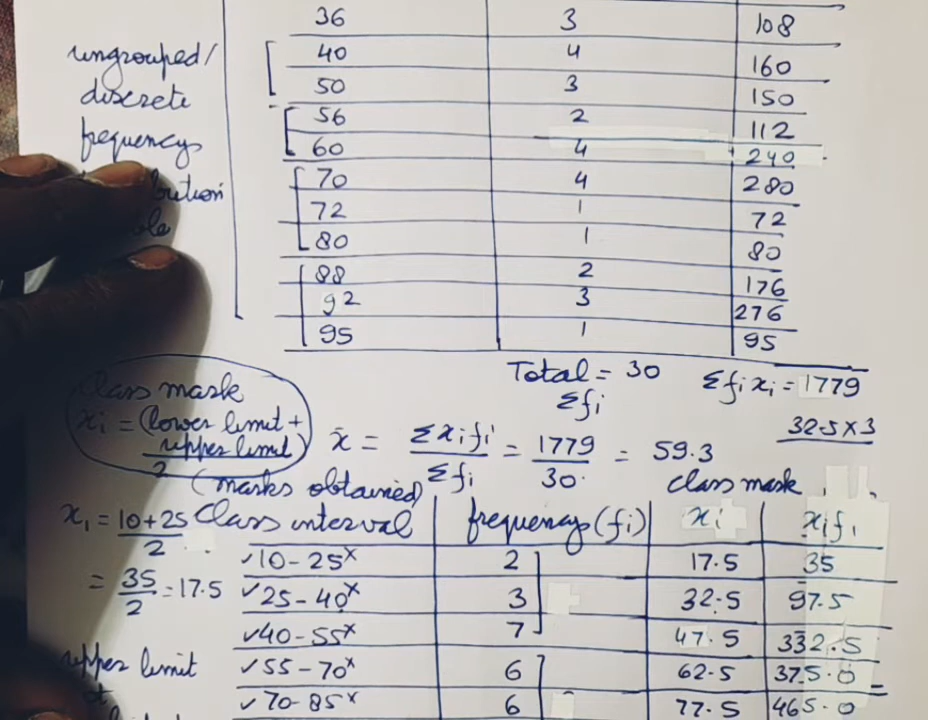 36 3 108
ungrouped/ 40 4 160
discrete 50 3 150
frequency 56 2 112
60 4 240
bution 70 4 280
72 1 72
80 1 80
88 2 176
92 3 276
95 1 95
Total = 30 Σfixi = 1779
Σfi
class mask
xi = (lower limit + upper limit)
2
x̄ = Σxifi / Σfi = 1779 / 30 = 59.3
32.5 x 3
(marks obtained) class mask
x1 = 10+25 / 2 Class interval frequency (fi) xi xifi
= 35 / 2 = 17.5
10-25 2 17.5 35
25-40 3 32.5 97.5
40-55 7 47.5 332.5
upper limit 55-70 6 62.5 375.0
70-85 6 77.5 465.0